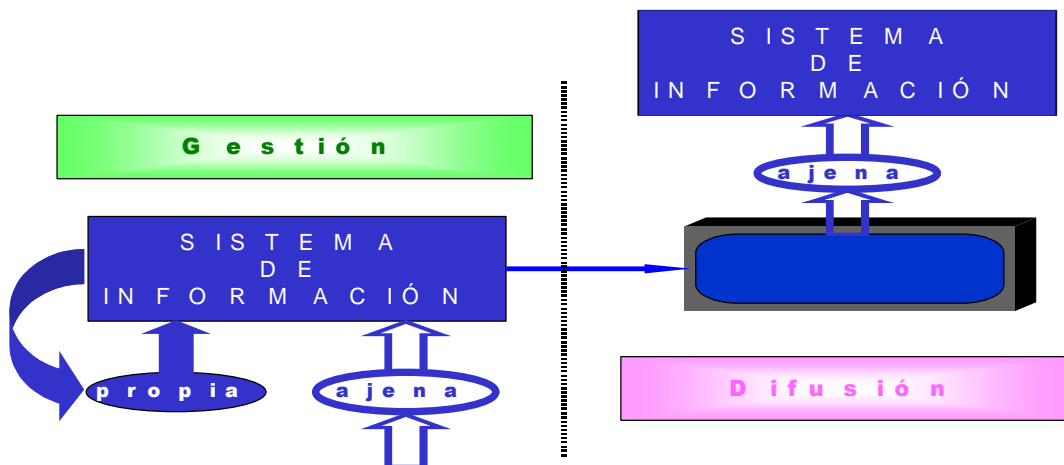 Gestión
SISTEMA
DE
INFORMACIÓN
propia
ajena
SISTEMA
DE
INFORMACIÓN
ajena
Difusión